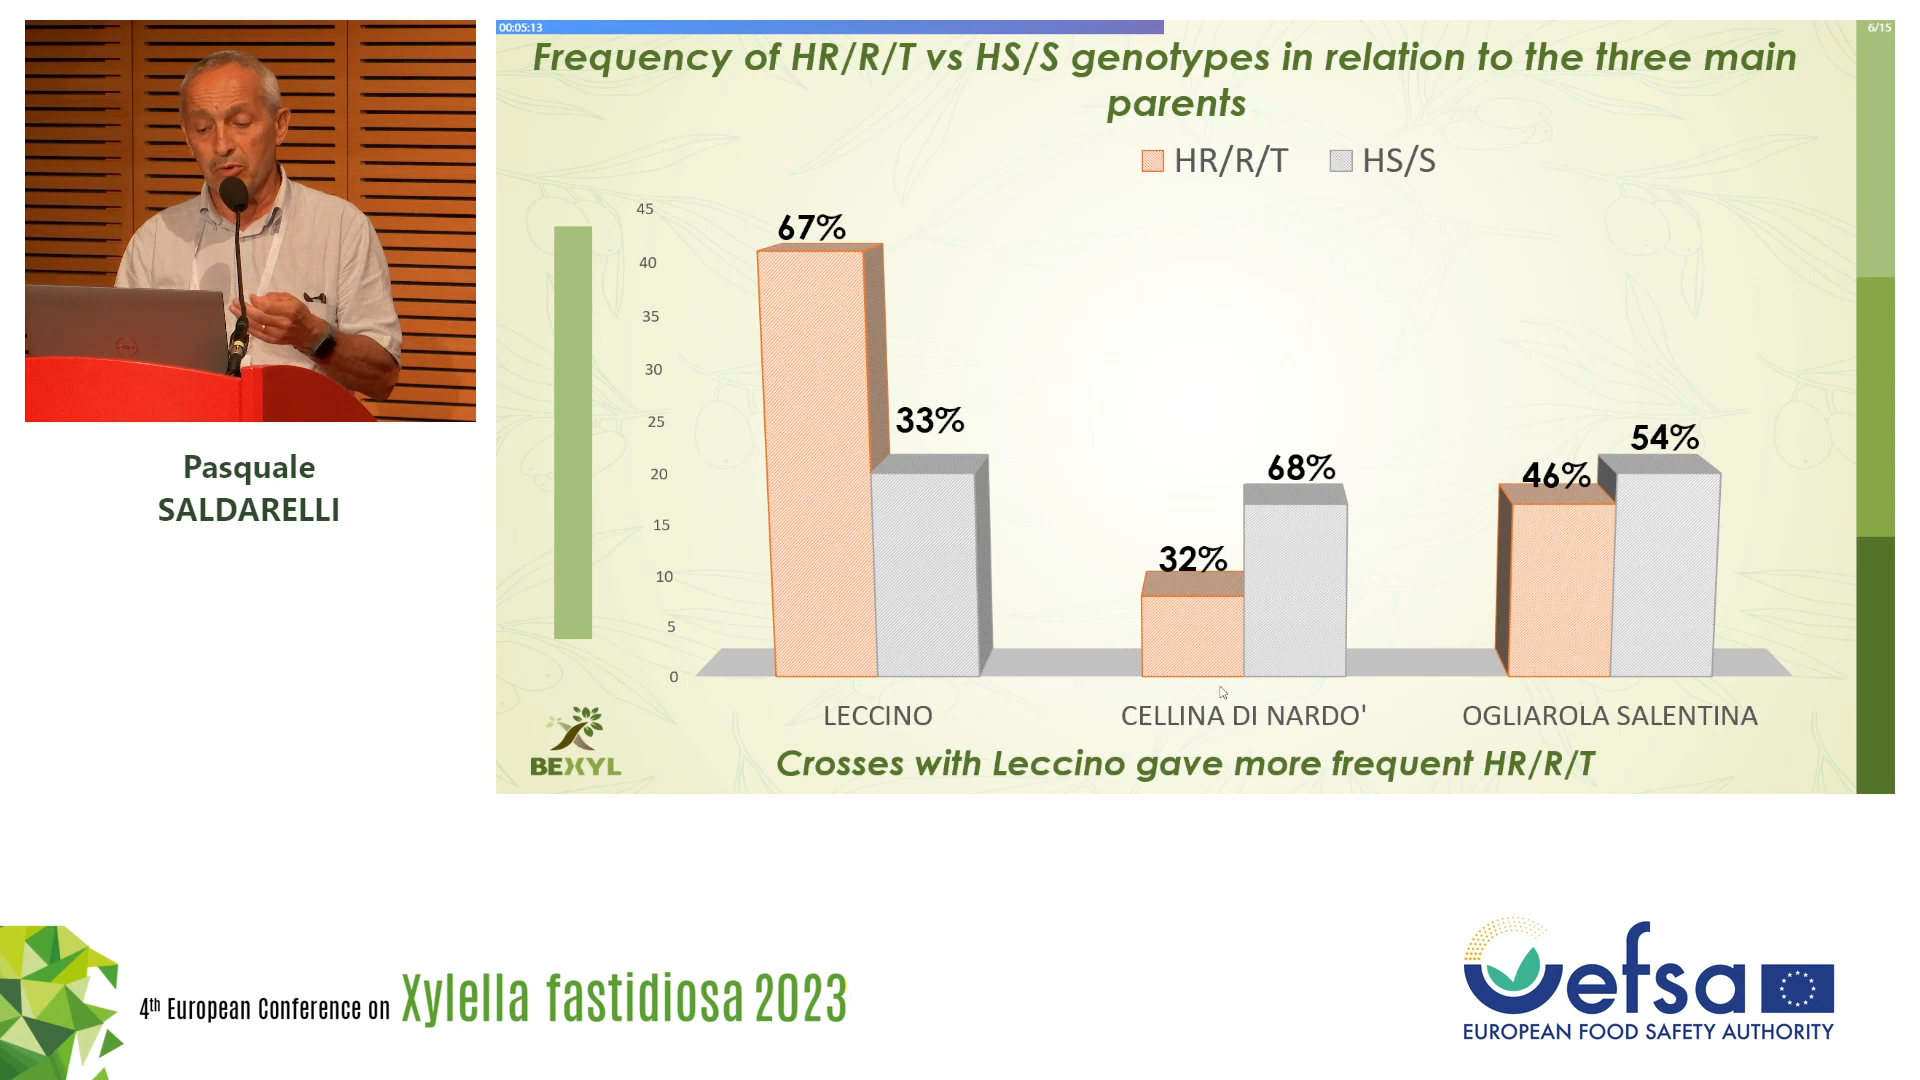 00:05:13
6/15
Frequency of HR/R/T vs HS/S genotypes in relation to the three main
parents
HR/R/T HS/S
45
40
35
30
25
20
15
10
5
0
67%
33%
32%
68%
46%
54%
LECCINO CELLINA DI NARDO' OGLIAROLA SALENTINA
BEXYL
Crosses with Leccino gave more frequent HR/R/T
Pasquale
SALDARELLI
4th European Conference on Xylella fastidiosa 2023
efsa
EUROPEAN FOOD SAFETY AUTHORITY